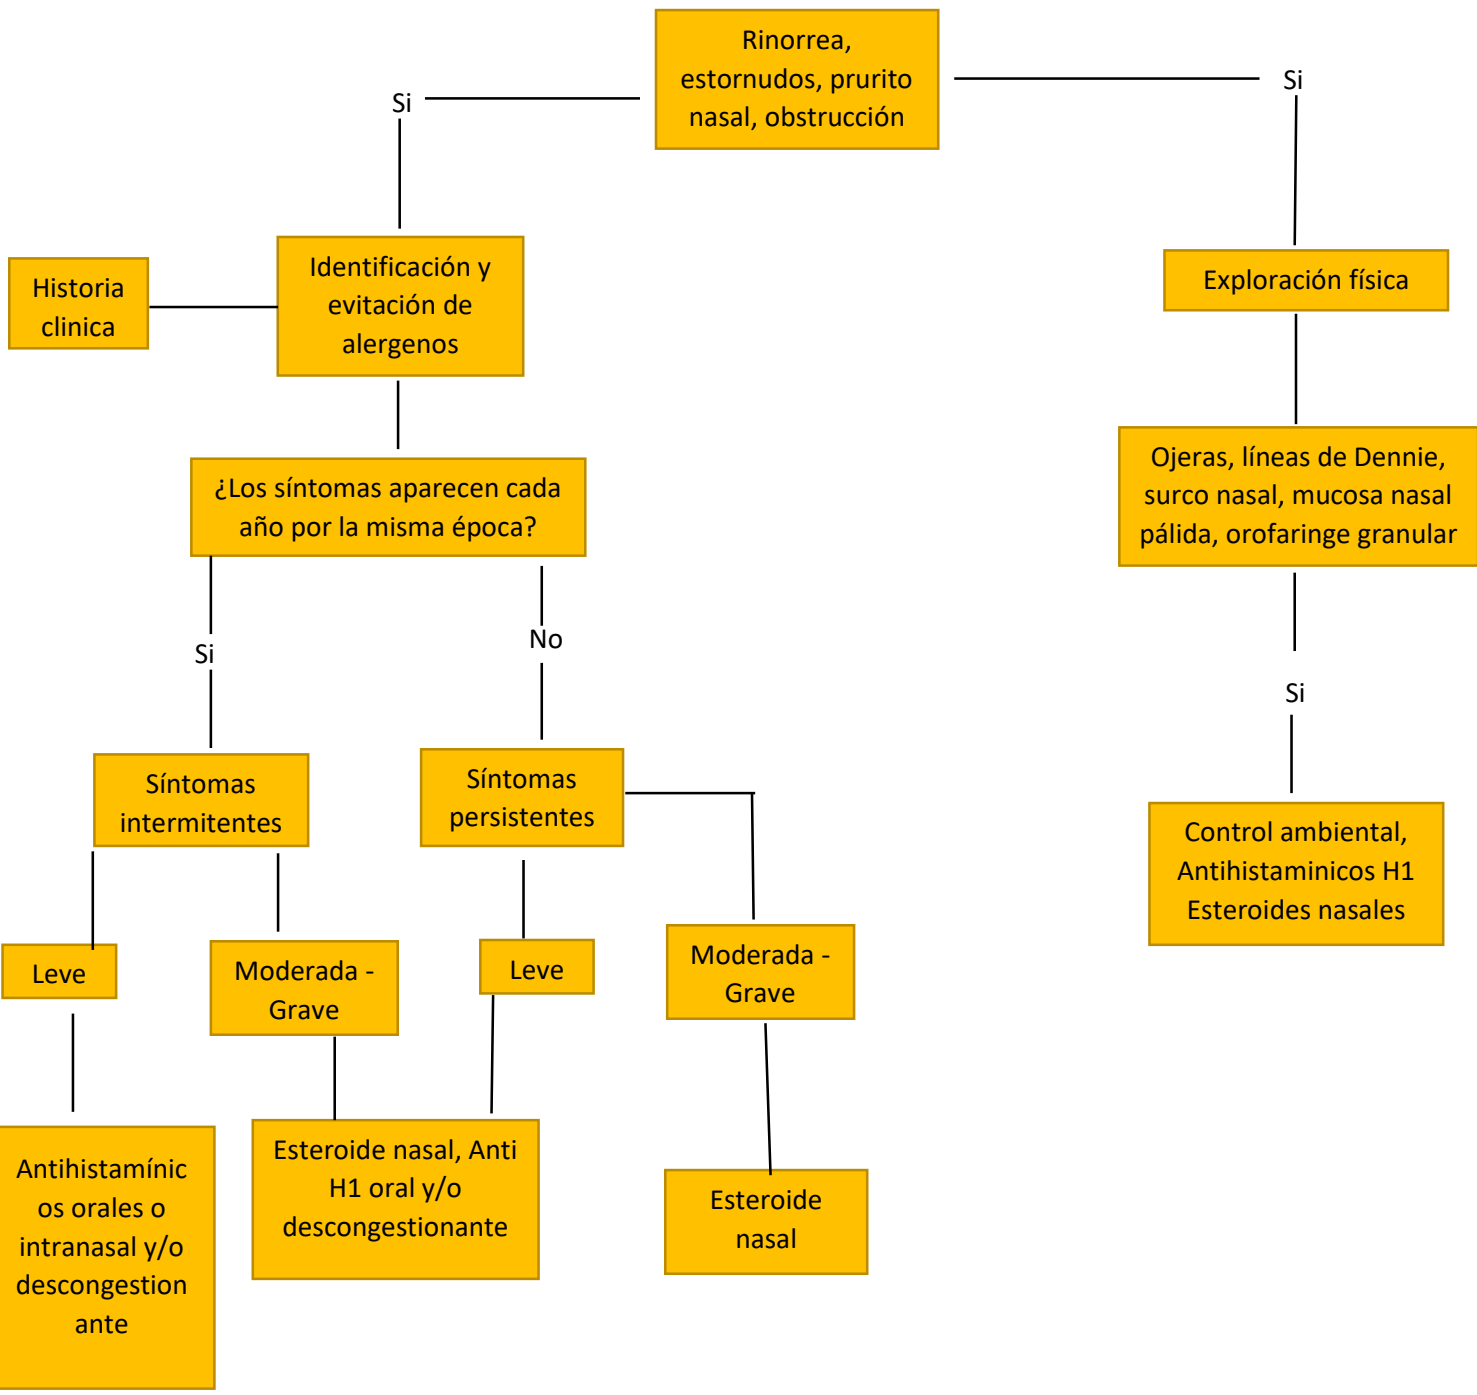 Rinorrea,
estornudos, prurito
nasal, obstrucción
Si
Si
Historia
clinica
Identificación y
evitación de
alergenos
Exploración física
¿Los síntomas aparecen cada
año por la misma época?
Ojeras, líneas de Dennie,
surco nasal, mucosa nasal
pálida, orofaringe granular
Si
No
Si
Síntomas
intermitentes
Síntomas
persistentes
Control ambiental,
Antihistaminicos H1
Esteroides nasales
Leve
Moderada -
Grave
Leve
Moderada -
Grave
Antihistamínic
os orales o
intranasal y/o
descongestion
ante
Esteroide nasal, Anti
H1 oral y/o
descongestionante
Esteroide
nasal